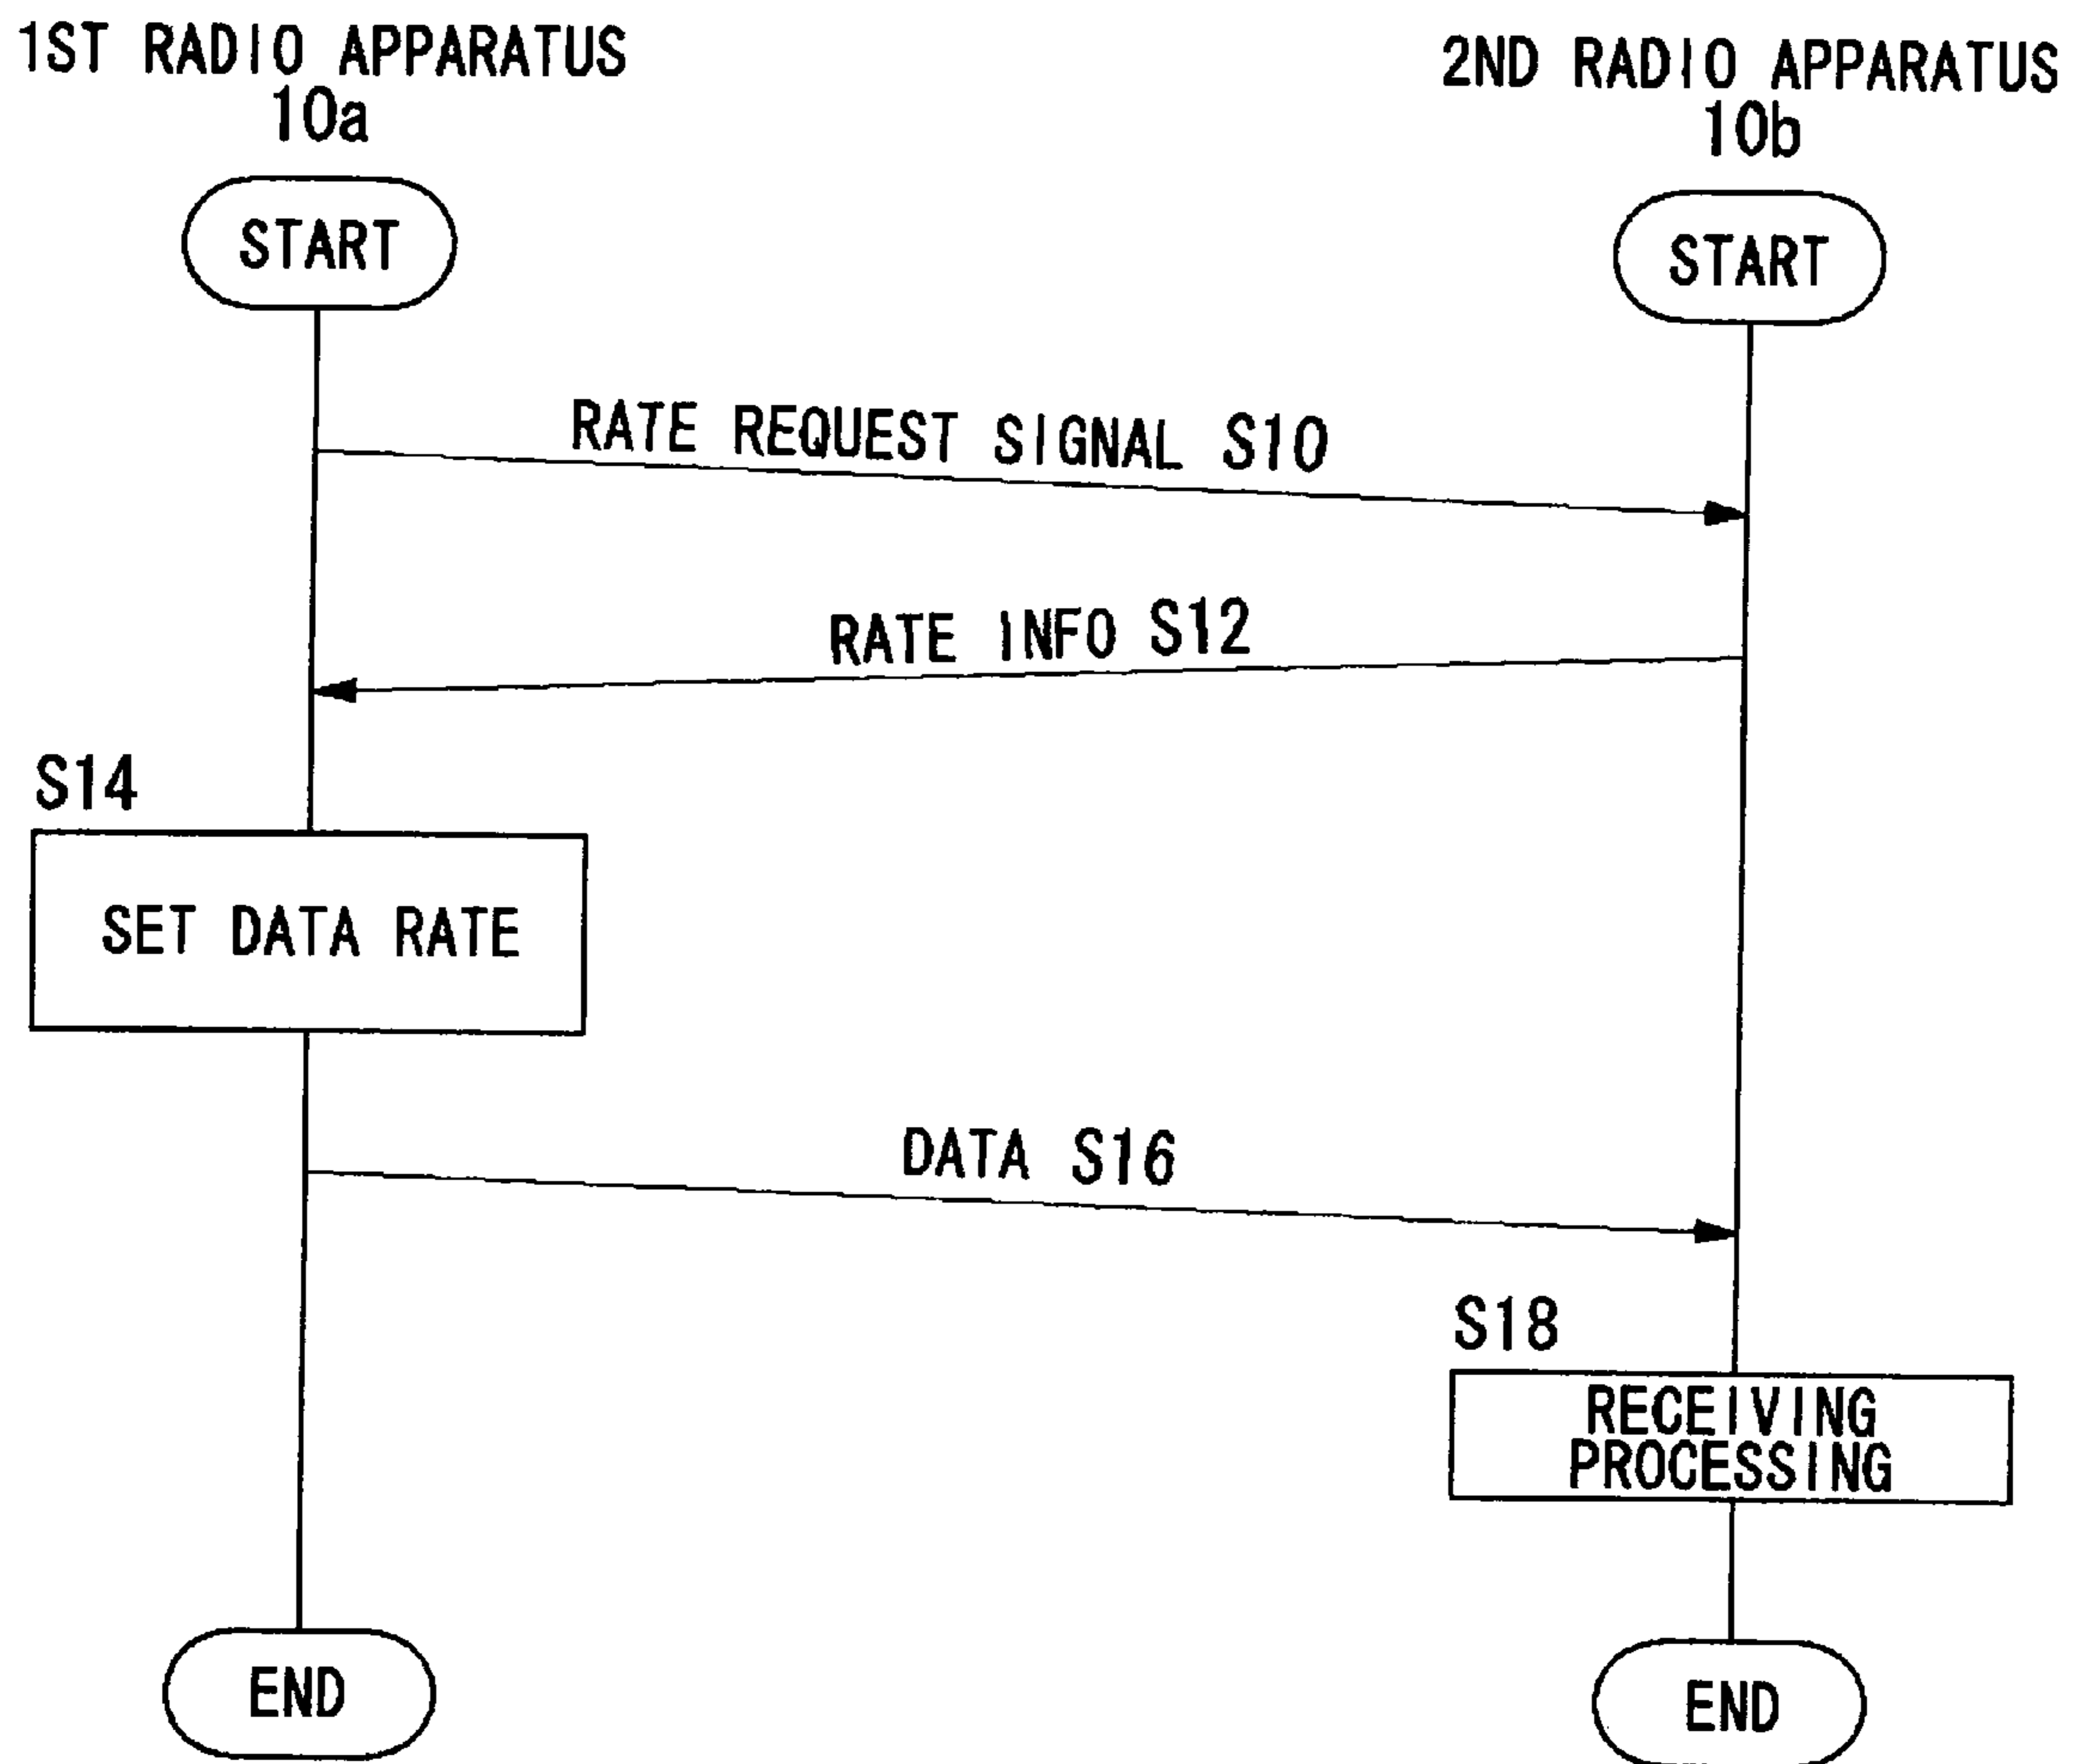 1ST RADIO APPARATUS
10a
2ND RADIO APPARATUS
10b
START
START
RATE REQUEST SIGNAL S10
RATE INFO S12
S14
SET DATA RATE
DATA S16
S18
RECEIVING
PROCESSING
END
END